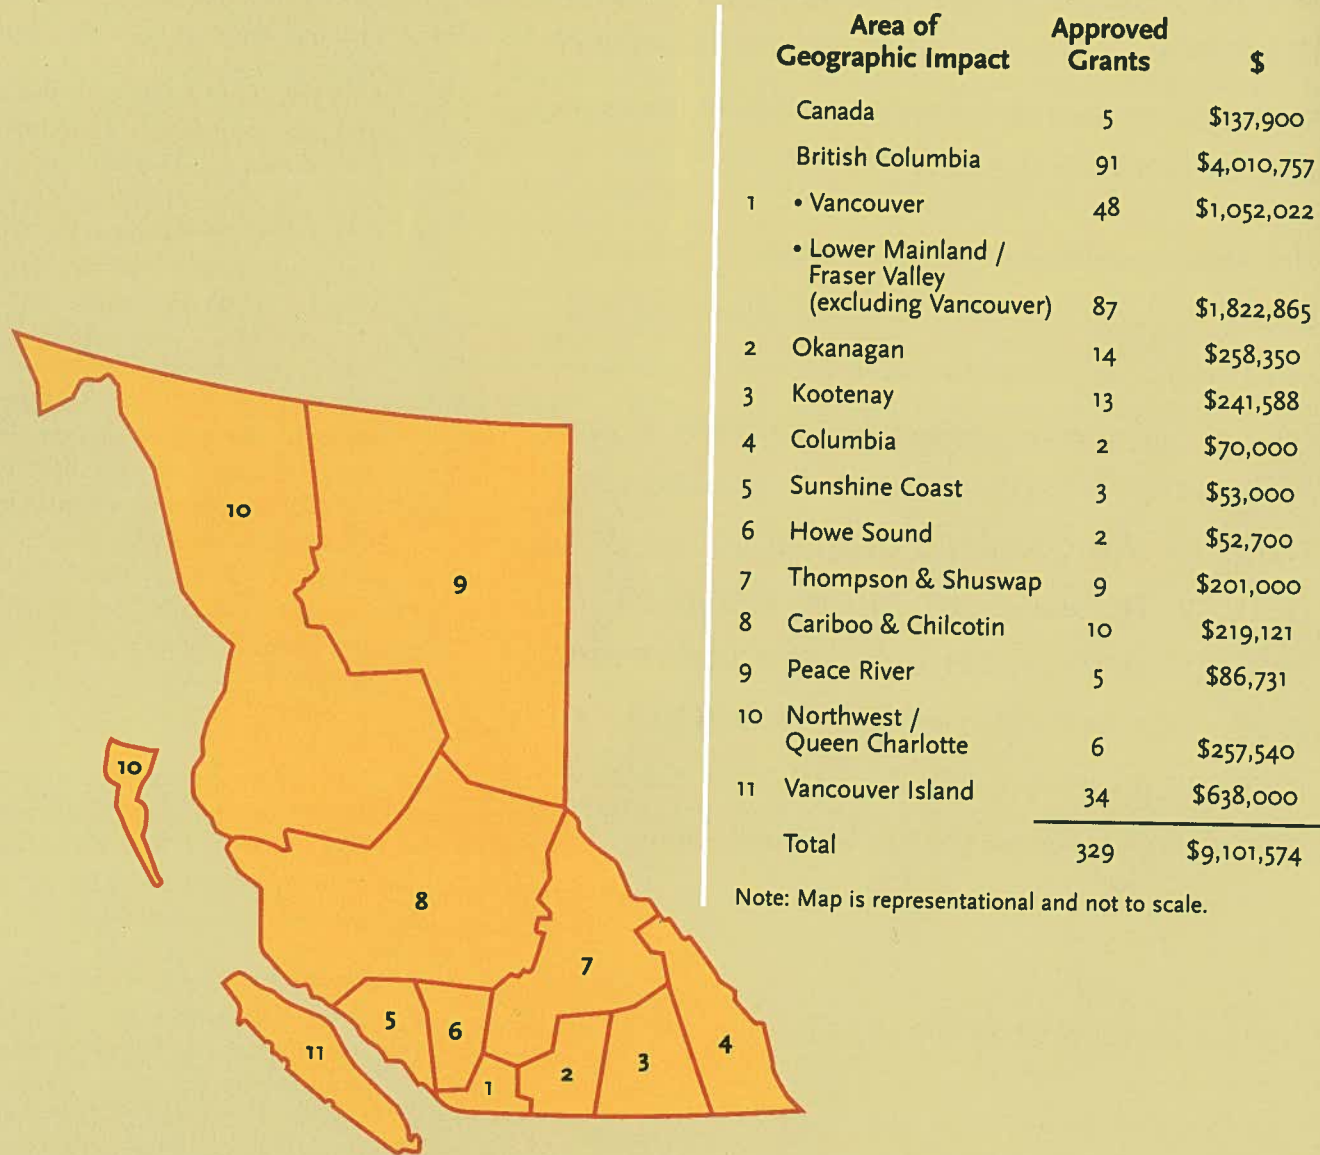 Area of Geographic Impact Approved Grants $
Canada 5 $137,900
British Columbia 91 $4,010,757
1 • Vancouver 48 $1,052,022
• Lower Mainland /
Fraser Valley
(excluding Vancouver) 87 $1,822,865
2 Okanagan 14 $258,350
3 Kootenay 13 $241,588
4 Columbia 2 $70,000
5 Sunshine Coast 3 $53,000
6 Howe Sound 2 $52,700
7 Thompson & Shuswap 9 $201,000
8 Cariboo & Chilcotin 10 $219,121
9 Peace River 5 $86,731
10 Northwest /
Queen Charlotte 6 $257,540
11 Vancouver Island 34 $638,000
Total 329 $9,101,574
Note: Map is representational and not to scale.
10
9
10
8
7
5
6
11
1
2
3
4